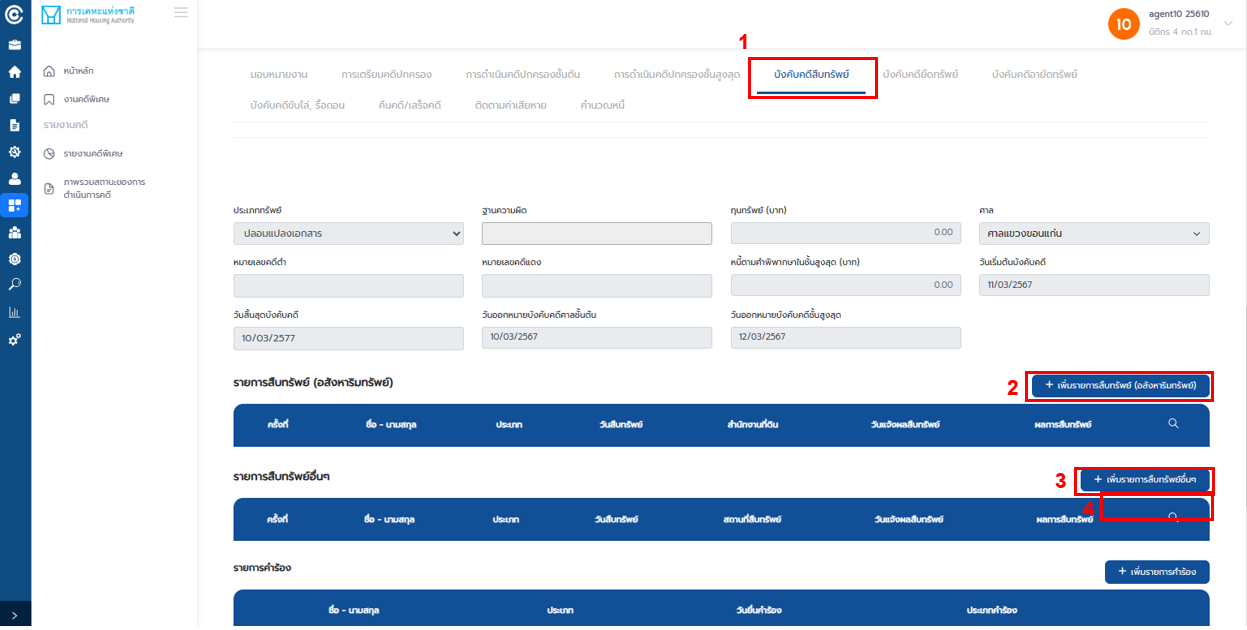 การเคหะแห่งชาติ
National Housing Authority
agent10 25610
10
นิติกร 4 กด.1 กม.
1
หน้าหลัก
งานคดีพิเศษ
รายงานคดี
รายงานคดีพิเศษ
ภาพรวมสถานะของการ
ดำเนินการคดี
มอบหมายงาน การเตรียมคดีปกครอง การดำเนินคดีปกครองชั้นต้น การดำเนินคดีปกครองชั้นสูงสุด บังคับคดีสืบทรัพย์ บังคับคดียึดทรัพย์ บังคับคดีอายัดทรัพย์
บังคับคดีขับไล่, รื้อถอน คืนคดี/เสร็จคดี ติดตามค่าเสียหาย คำนวณหนี้
ประเภททรัพย์ ฐานความผิด ทุนทรัพย์ (บาท) ศาล
ปลอมแปลงเอกสาร 0.00 ศาลแขวงขอนแก่น
หมายเลขคดีดำ หมายเลขคดีแดง หนี้ตามคำพิพากษาในชั้นสูงสุด (บาท) วันเริ่มต้นบังคับคดี
0.00 11/03/2567
วันสิ้นสุดบังคับคดี วันออกหมายบังคับคดีศาลชั้นต้น วันออกหมายบังคับคดีชั้นสูงสุด
10/03/2577 10/03/2567 12/03/2567
รายการสืบทรัพย์ (อสังหาริมทรัพย์) 2 + เพิ่มรายการสืบทรัพย์ (อสังหาริมทรัพย์)
ครั้งที่ ชื่อ - นามสกุล ประเภท วันสืบทรัพย์ สำนักงานที่ดิน วันแจ้งผลสืบทรัพย์ ผลการสืบทรัพย์
รายการสืบทรัพย์อื่นๆ 3 + เพิ่มรายการสืบทรัพย์อื่นๆ
4
ครั้งที่ ชื่อ - นามสกุล ประเภท วันสืบทรัพย์ สถานที่สืบทรัพย์ วันแจ้งผลสืบทรัพย์ ผลการสืบทรัพย์
รายการคำร้อง + เพิ่มรายการคำร้อง
ชื่อ - นามสกุล ประเภท วันยื่นคำร้อง ประเภทคำร้อง